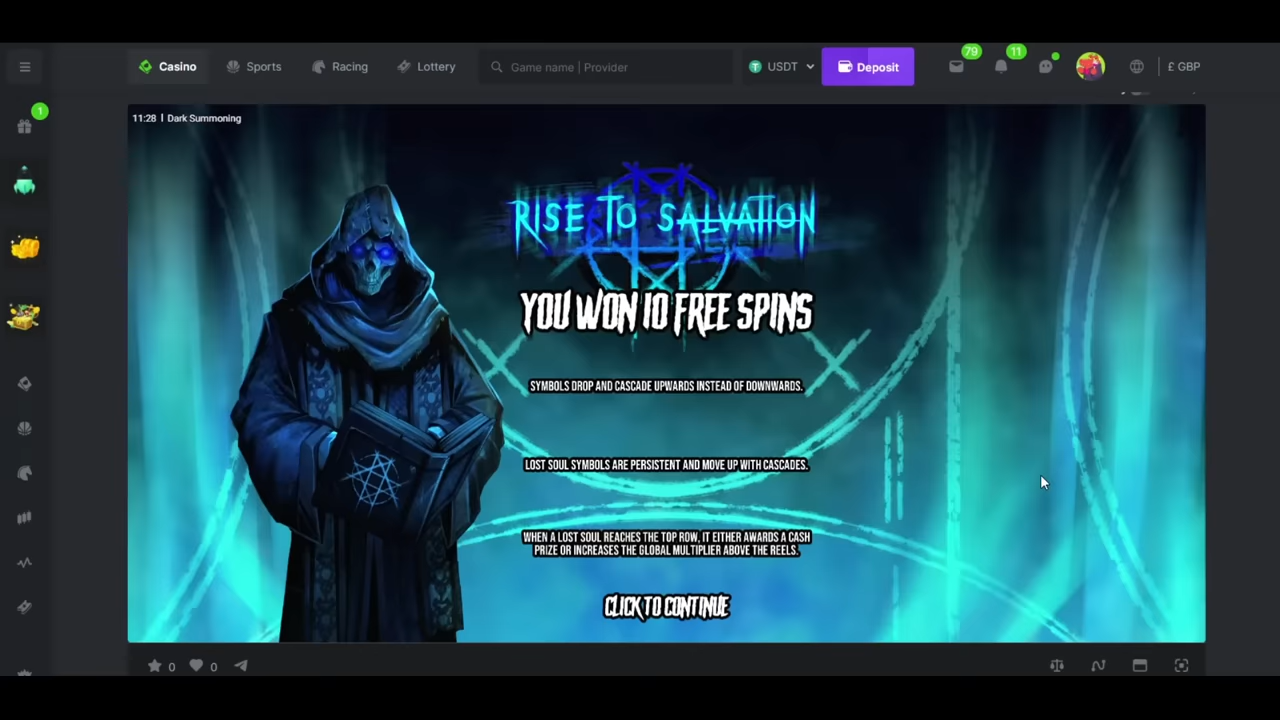 Casino
Sports
Racing
Lottery
Game name | Provider
USDT
Deposit
79
11
£ GBP
1
11:28 | Dark Summoning
RISE TO SALVATION
YOU WON 10 FREE SPINS
SYMBOLS DROP AND CASCADE UPWARDS INSTEAD OF DOWNWARDS.
LOST SOUL SYMBOLS ARE PERSISTENT AND MOVE UP WITH CASCADES.
WHEN A LOST SOUL REACHES THE TOP ROW, IT EITHER AWARDS A CASH
PRIZE OR INCREASES THE GLOBAL MULTIPLIER ABOVE THE REELS.
CLICK TO CONTINUE
0
0